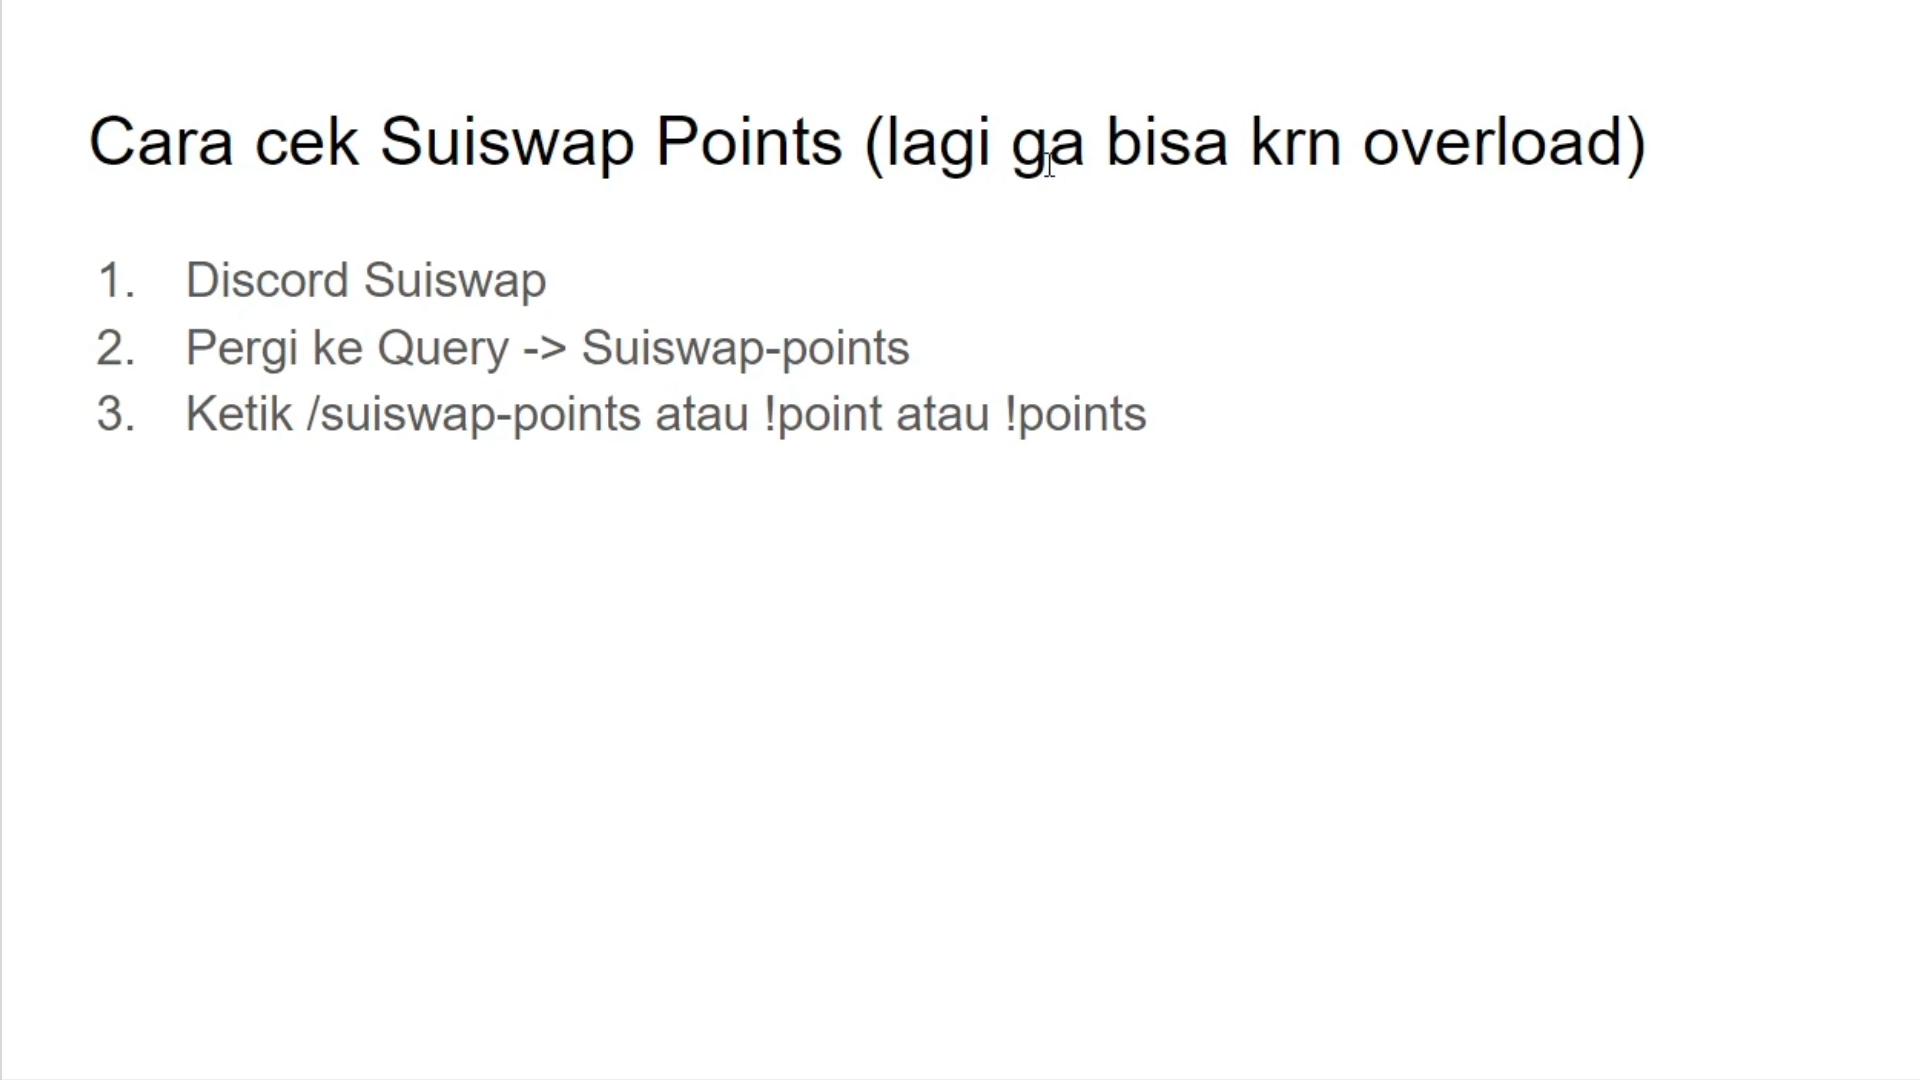 Cara cek Suiswap Points (lagi ga bisa krn overload)
1. Discord Suiswap
2. Pergi ke Query -> Suiswap-points
3. Ketik /suiswap-points atau !point atau !points